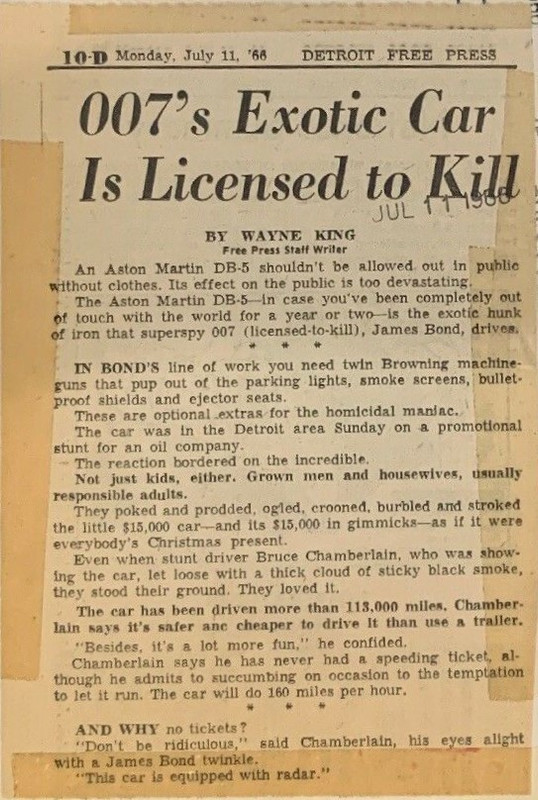 10-D Monday, July 11, '66 DETROIT FREE PRESS
007's Exotic Car
Is Licensed to Kill
JUL 11 1966
BY WAYNE KING
Free Press Staff Writer
An Aston Martin DB-5 shouldn't be allowed out in public
without clothes. Its effect on the public is too devastating.
The Aston Martin DB-5—in case you've been completely out
of touch with the world for a year or two—is the exotic hunk
of iron that superspy 007 (licensed-to-kill), James Bond, drives.
* * *
IN BOND'S line of work you need twin Browning machine-
guns that pup out of the parking lights, smoke screens, bullet-
proof shields and ejector seats.
These are optional extras for the homicidal maniac.
The car was in the Detroit area Sunday on a promotional
stunt for an oil company.
The reaction bordered on the incredible.
Not just kids, either. Grown men and housewives, usually
responsible adults.
They poked and prodded, ogled, crooned, burbled and stroked
the little $15,000 car—and its $15,000 in gimmicks—as if it were
everybody's Christmas present.
Even when stunt driver Bruce Chamberlain, who was show-
ing the car, let loose with a thick cloud of sticky black smoke,
they stood their ground. They loved it.
The car has been driven more than 113,000 miles. Chamber-
lain says it's safer anc cheaper to drive it than use a trailer.
"Besides, it's a lot more fun," he confided.
Chamberlain says he has never had a speeding ticket, al-
though he admits to succumbing on occasion to the temptation
to let it run. The car will do 160 miles per hour.
* * *
AND WHY no tickets?
"Don't be ridiculous," said Chamberlain, his eyes alight
with a James Bond twinkle.
"This car is equipped with radar."